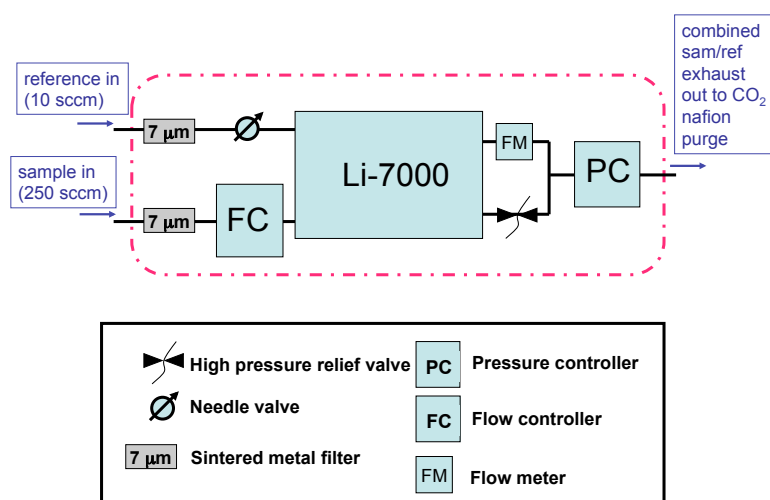 reference in
(10 sccm)
combined
sam/ref
exhaust
out to CO₂
nafion
purge
7 µm
FM
Li-7000
PC
sample in
(250 sccm)
7 µm
FC
High pressure relief valve
PC
Pressure controller
Needle valve
FC
Flow controller
7 µm
Sintered metal filter
FM
Flow meter